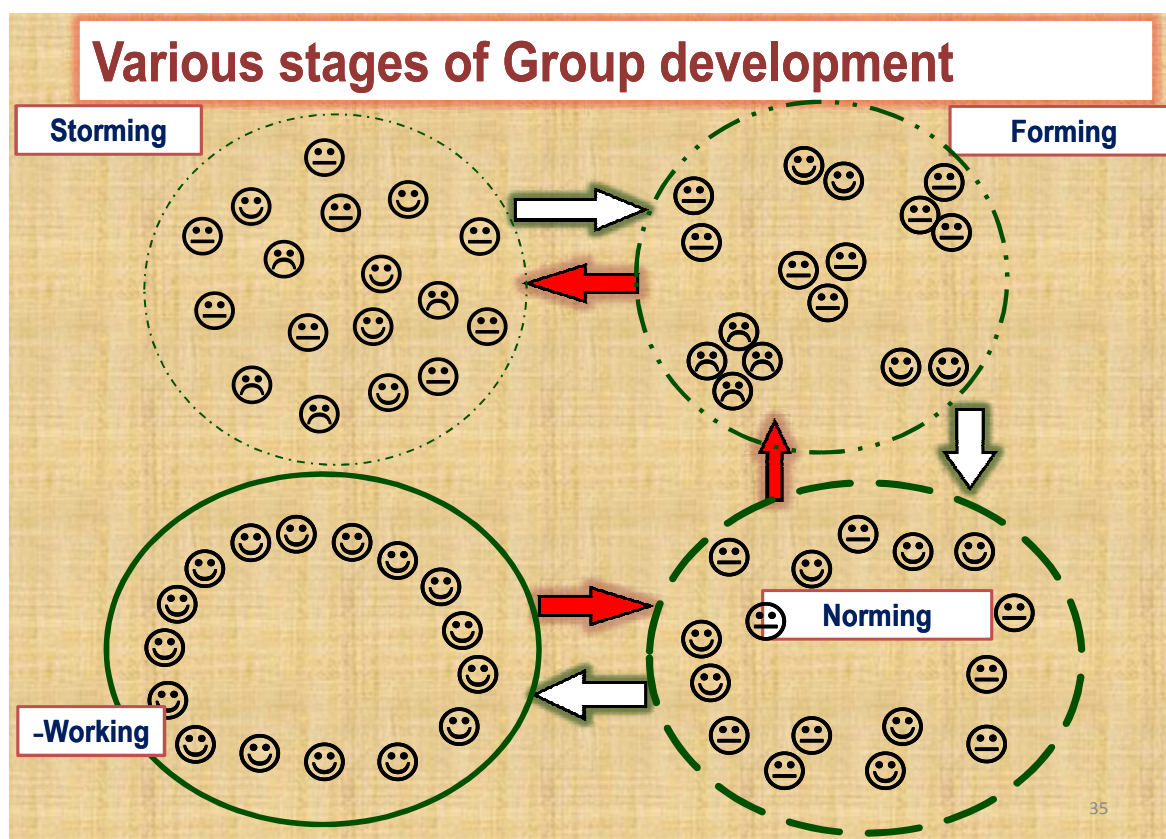 Various stages of Group development
Storming
Forming
Norming
-Working
35